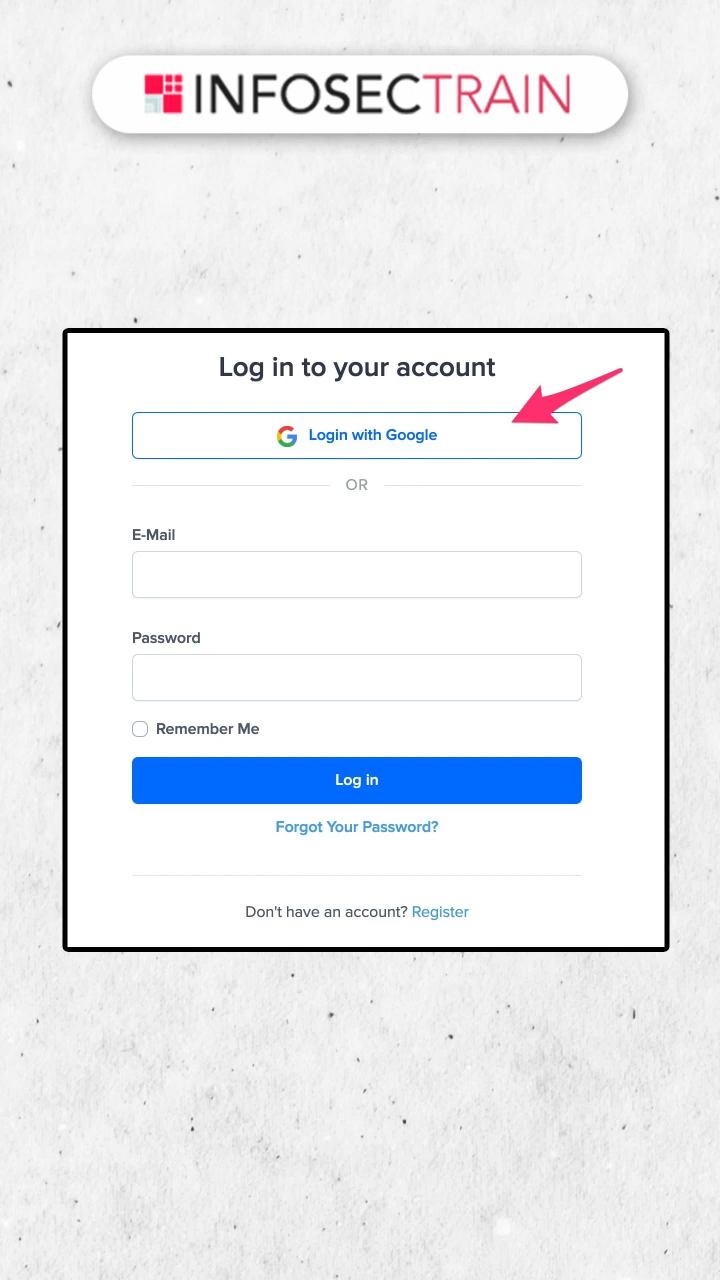 INFOSECTRAIN
Log in to your account
Login with Google
OR
E-Mail
Password
Remember Me
Log in
Forgot Your Password?
Don't have an account? Register